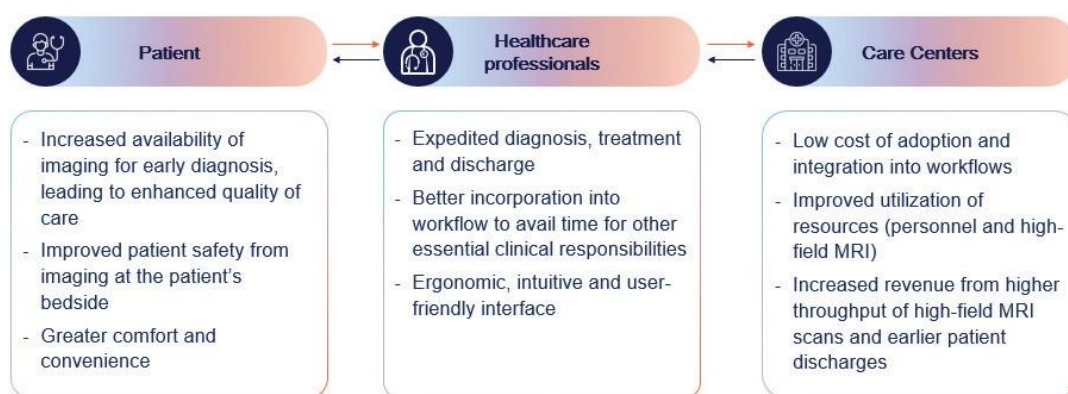 Patient
Healthcare
professionals
Care Centers
- Increased availability of
imaging for early diagnosis,
leading to enhanced quality of
care
- Improved patient safety from
imaging at the patient's
bedside
- Greater comfort and
convenience
- Expedited diagnosis, treatment
and discharge
- Better incorporation into
workflow to avail time for other
essential clinical responsibilities
- Ergonomic, intuitive and user-
friendly interface
- Low cost of adoption and
integration into workflows
- Improved utilization of
resources (personnel and high-
field MRI)
- Increased revenue from higher
throughput of high-field MRI
scans and earlier patient
discharges